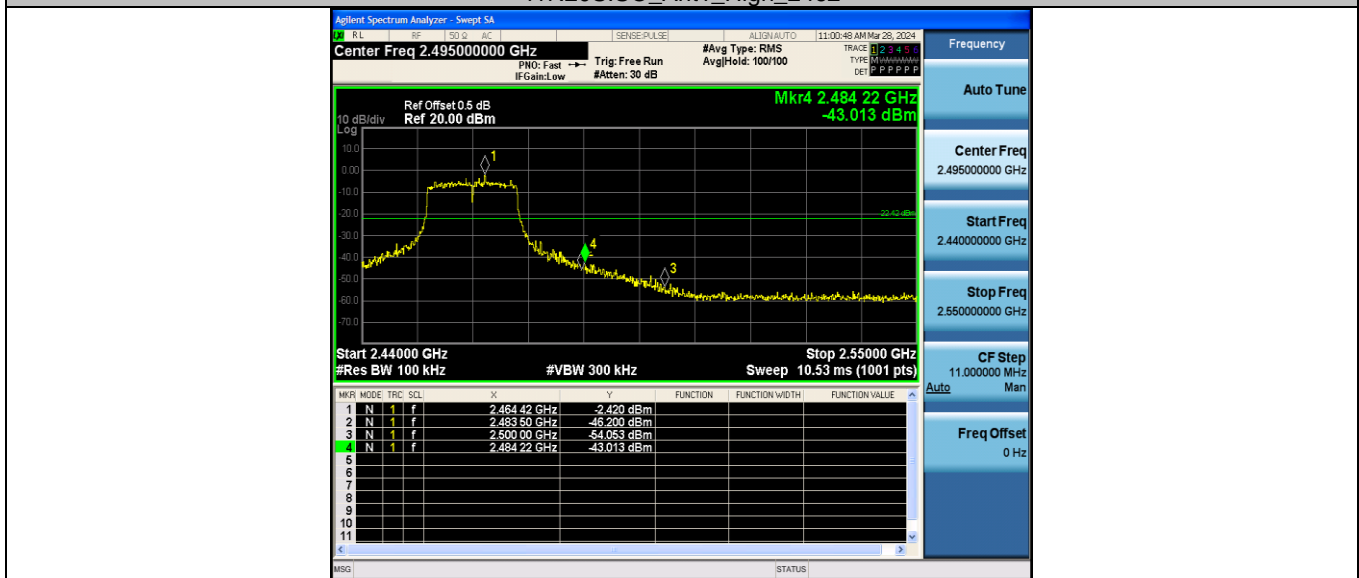 Agilent Spectrum Analyzer - Swept SA
RL RF 50 Ω AC SENSE:PULSE ALIGNAUTO 11:00:48 AM Mar 28, 2024
Center Freq 2.495000000 GHz
PNO: Fast
IFGain:Low
Trig: Free Run
#Atten: 30 dB
#Avg Type: RMS
Avg|Hold: 100/100
TRACE 1 2 3 4 5 6
TYPE M
DET P P P P P P
Mkr4 2.484 22 GHz
-43.013 dBm
Ref Offset 0.5 dB
10 dB/div Ref 20.00 dBm
Log
10.0
0.00
-10.0
-20.0
-30.0
-40.0
-50.0
-60.0
-70.0
1
4
3
-22.42 dBm
Start 2.44000 GHz Stop 2.55000 GHz
#Res BW 100 kHz #VBW 300 kHz Sweep 10.53 ms (1001 pts)
MKR MODE TRC SCL X Y FUNCTION FUNCTION WIDTH FUNCTION VALUE
1 N 1 f 2.464 42 GHz -2.420 dBm
2 N 1 f 2.483 50 GHz -46.200 dBm
3 N 1 f 2.500 00 GHz -54.053 dBm
4 N 1 f 2.484 22 GHz -43.013 dBm
5
6
7
8
9
10
11
MSG STATUS
Frequency
Auto Tune
Center Freq
2.495000000 GHz
Start Freq
2.440000000 GHz
Stop Freq
2.550000000 GHz
CF Step
11.000000 MHz
Auto Man
Freq Offset
0 Hz